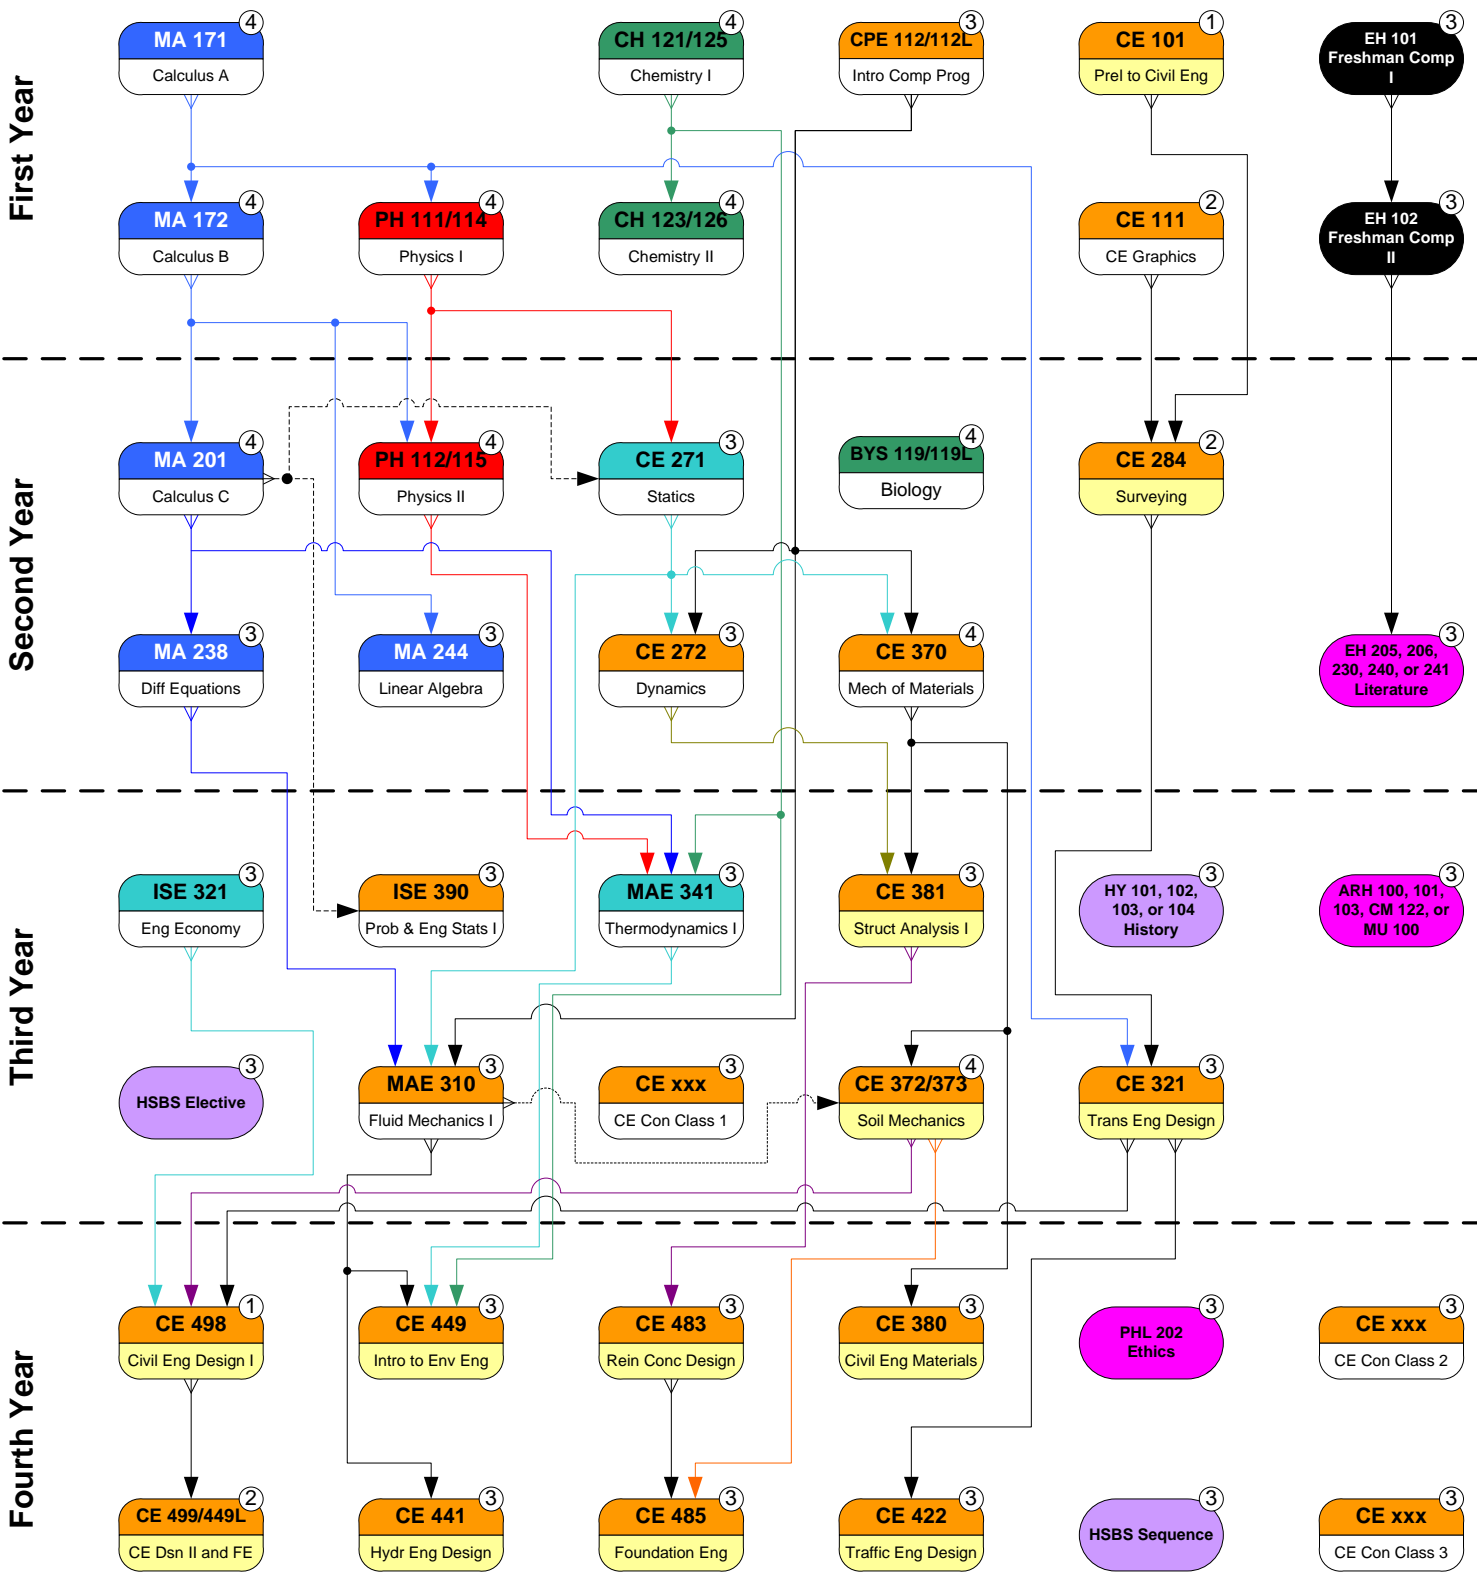 First Year
4
MA 171
Calculus A
4
CH 121/125
Chemistry I
3
CPE 112/112L
Intro Comp Prog
1
CE 101
Prel to Civil Eng
3
EH 101
Freshman Comp
I
4
MA 172
Calculus B
4
PH 111/114
Physics I
4
CH 123/126
Chemistry II
2
CE 111
CE Graphics
3
EH 102
Freshman Comp
II
Second Year
4
MA 201
Calculus C
4
PH 112/115
Physics II
3
CE 271
Statics
4
BYS 119/119L
Biology
2
CE 284
Surveying
3
MA 238
Diff Equations
3
MA 244
Linear Algebra
3
CE 272
Dynamics
4
CE 370
Mech of Materials
3
EH 205, 206,
230, 240, or 241
Literature
Third Year
3
ISE 321
Eng Economy
3
ISE 390
Prob & Eng Stats I
3
MAE 341
Thermodynamics I
3
CE 381
Struct Analysis I
3
HY 101, 102,
103, or 104
History
3
ARH 100, 101,
103, CM 122, or
MU 100
3
HSBS Elective
3
MAE 310
Fluid Mechanics I
3
CE xxx
CE Con Class 1
4
CE 372/373
Soil Mechanics
3
CE 321
Trans Eng Design
Fourth Year
1
CE 498
Civil Eng Design I
3
CE 449
Intro to Env Eng
3
CE 483
Rein Conc Design
3
CE 380
Civil Eng Materials
3
PHL 202
Ethics
3
CE xxx
CE Con Class 2
2
CE 499/449L
CE Dsn II and FE
3
CE 441
Hydr Eng Design
3
CE 485
Foundation Eng
3
CE 422
Traffic Eng Design
3
HSBS Sequence
3
CE xxx
CE Con Class 3